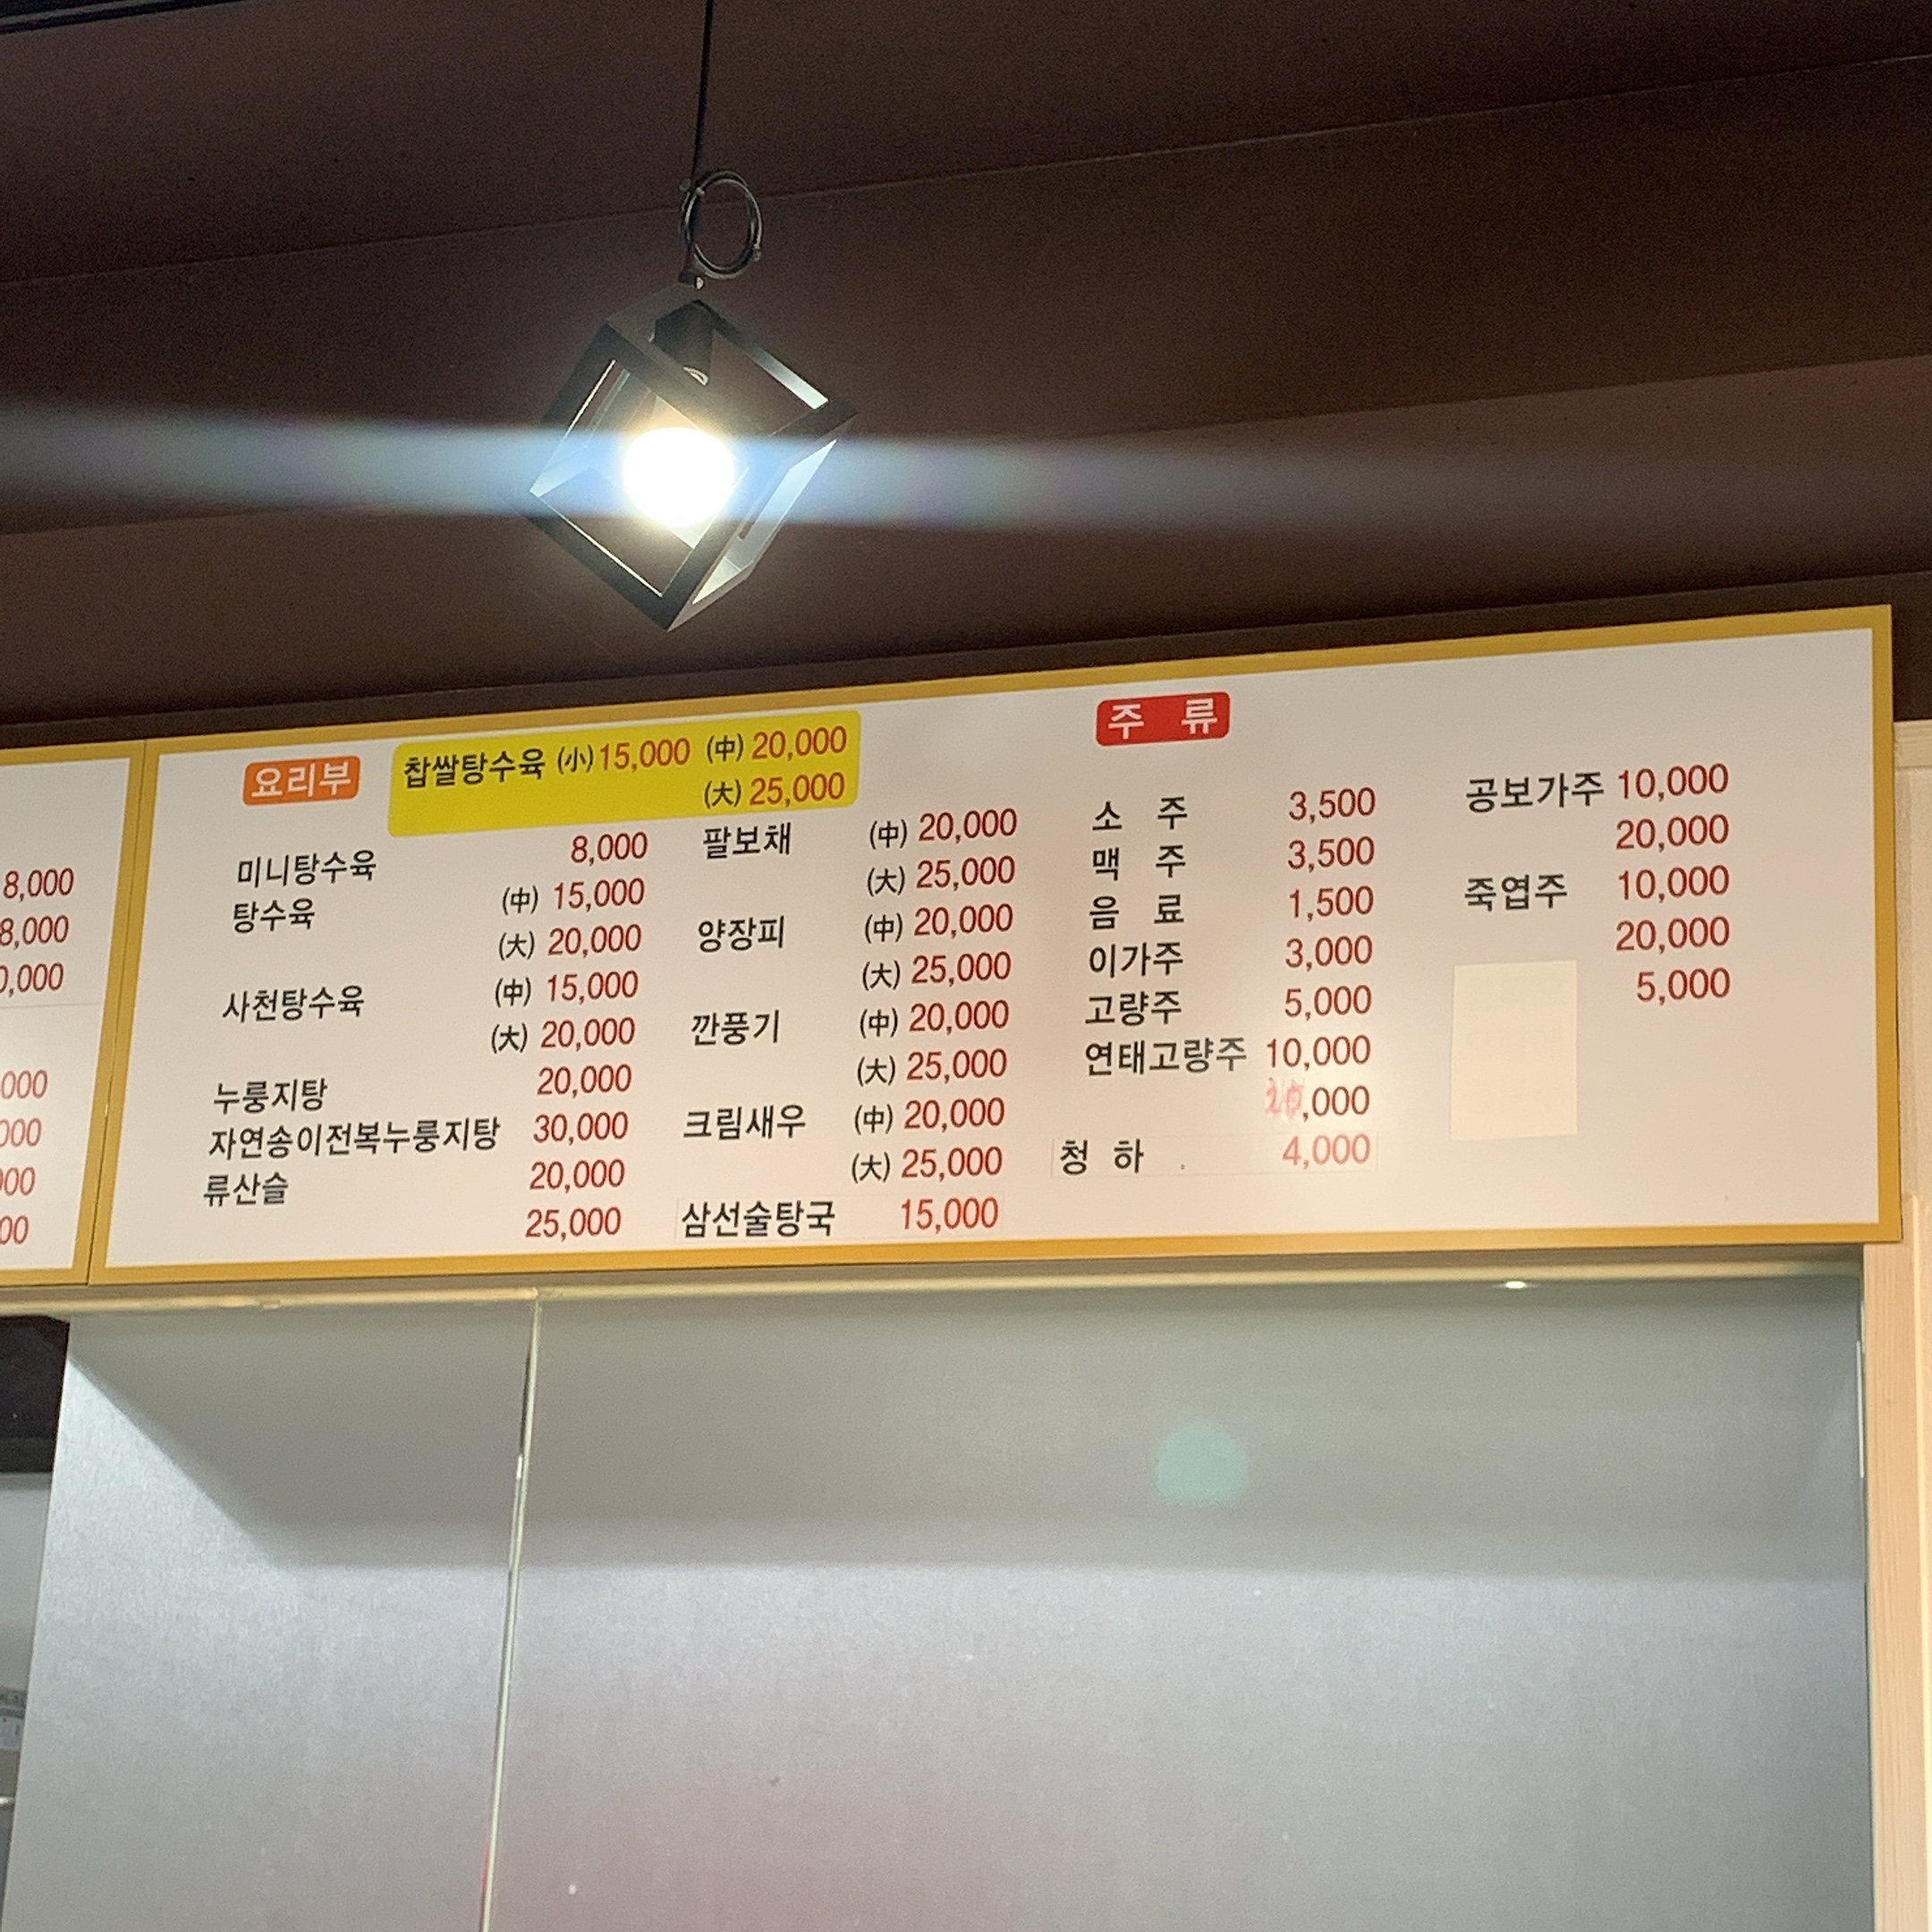 8,000
8,000
요리부
찹쌀탕수육 (小) 15,000 (中) 20,000
(大) 25,000
미니탕수육 8,000
탕수육 (中) 15,000
(大) 20,000
사천탕수육 (中) 15,000
(大) 20,000
누룽지탕 20,000
자연송이전복누룽지탕 30,000
류산슬 20,000
25,000
팔보채 (中) 20,000
(大) 25,000
양장피 (中) 20,000
(大) 25,000
깐풍기 (中) 20,000
(大) 25,000
크림새우 (中) 20,000
(大) 25,000
삼선술탕국 15,000
주 류
소 주 3,500
맥 주 3,500
음 료 1,500
이가주 3,000
고량주 5,000
연태고량주 10,000
,000
청 하 4,000
공보가주 10,000
20,000
죽엽주 10,000
20,000
5,000